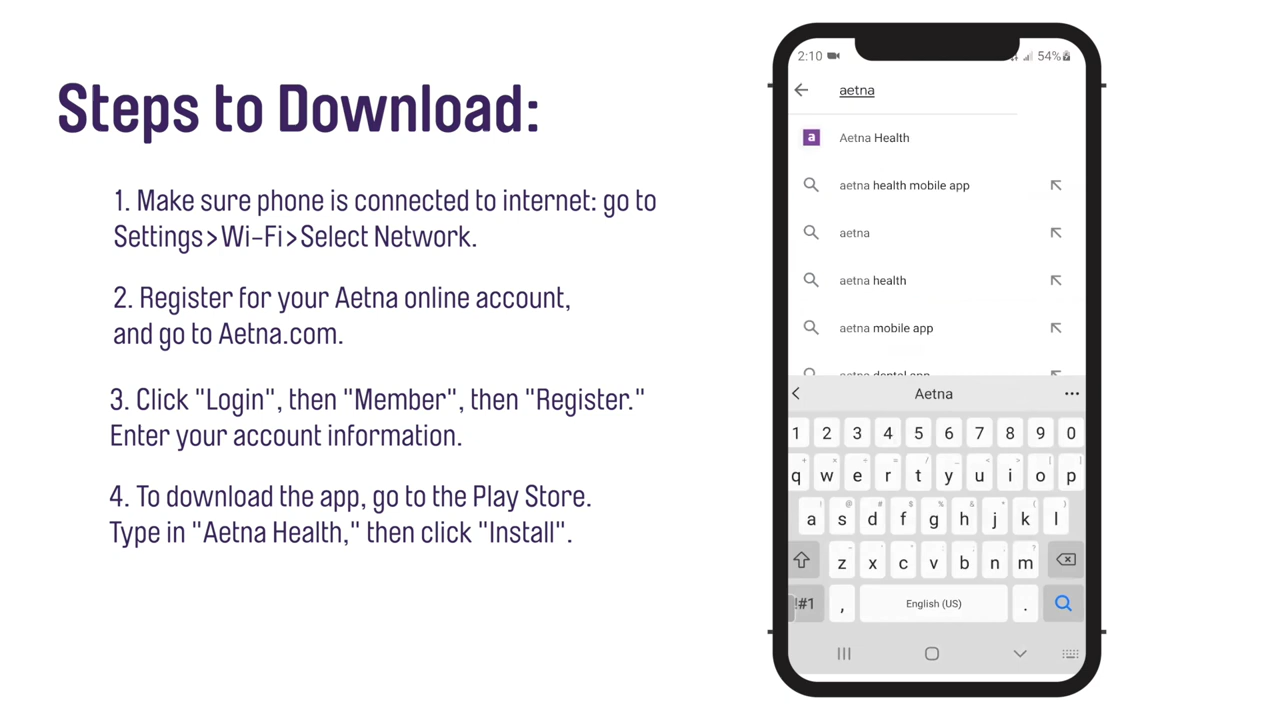 Steps to Download:
1. Make sure phone is connected to internet: go to
Settings>Wi-Fi>Select Network.
2. Register for your Aetna online account,
and go to Aetna.com.
3. Click "Login", then "Member", then "Register."
Enter your account information.
4. To download the app, go to the Play Store.
Type in "Aetna Health," then click "Install".
2:10 54%
aetna
a Aetna Health
aetna health mobile app
aetna
aetna health
aetna mobile app
aetna dental app
Aetna
1 2 3 4 5 6 7 8 9 0
q w e r t y u i o p
a s d f g h j k l
z x c v b n m
!#1 , English (US) .